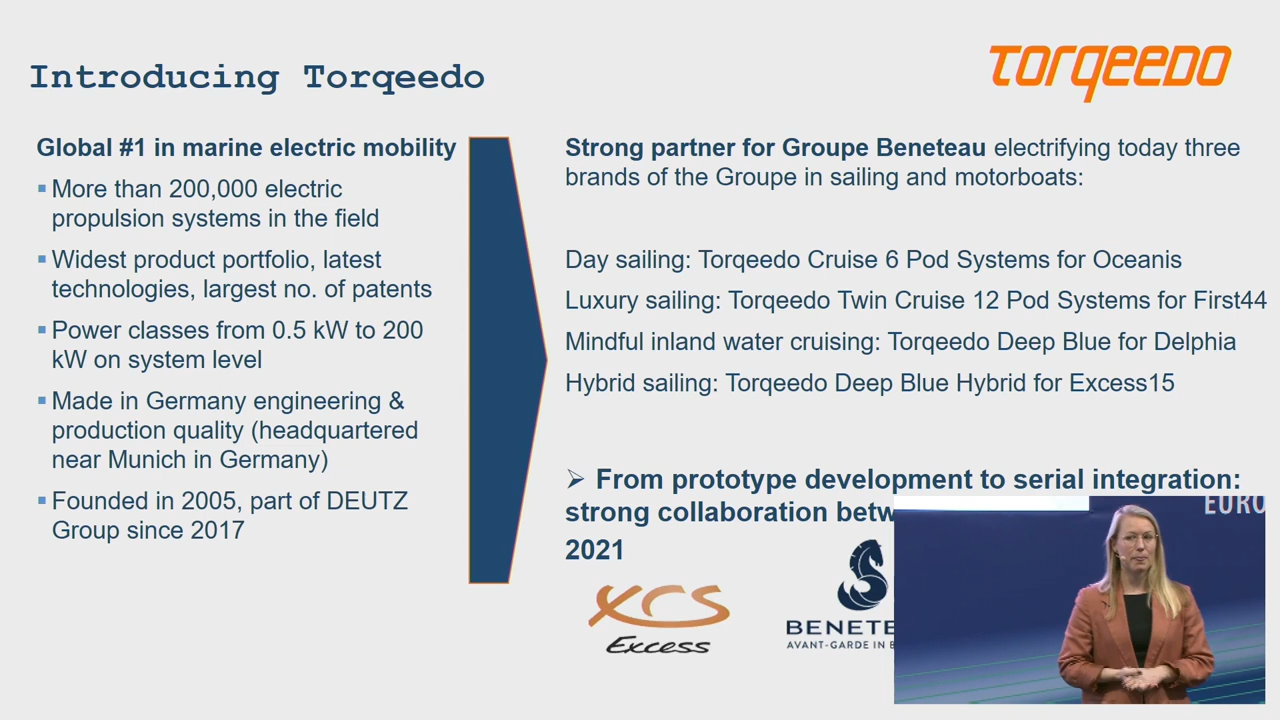 Introducing Torqeedo
TORQEEDO
Global #1 in marine electric mobility
More than 200,000 electric
propulsion systems in the field
Widest product portfolio, latest
technologies, largest no. of patents
Power classes from 0.5 kW to 200
kW on system level
Made in Germany engineering &
production quality (headquartered
near Munich in Germany)
Founded in 2005, part of DEUTZ
Group since 2017
Strong partner for Groupe Beneteau electrifying today three
brands of the Groupe in sailing and motorboats:
Day sailing: Torqeedo Cruise 6 Pod Systems for Oceanis
Luxury sailing: Torqeedo Twin Cruise 12 Pod Systems for First44
Mindful inland water cruising: Torqeedo Deep Blue for Delphia
Hybrid sailing: Torqeedo Deep Blue Hybrid for Excess15
From prototype development to serial integration:
strong collaboration
2021
XCS
Excess
AVANT-GARDE IN